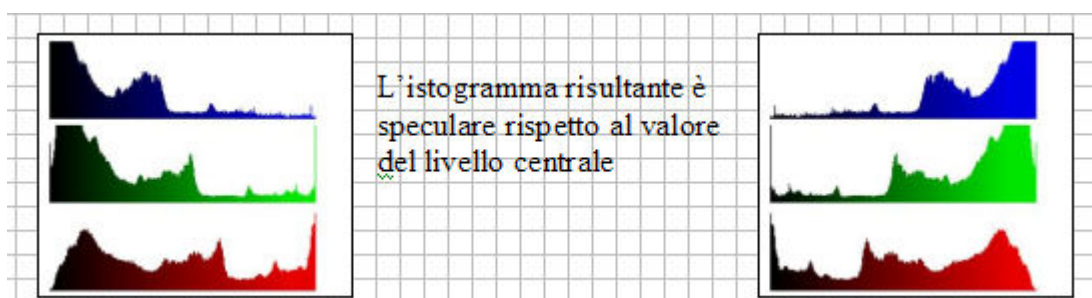 L'istogramma risultante è
speculare rispetto al valore
del livello centrale